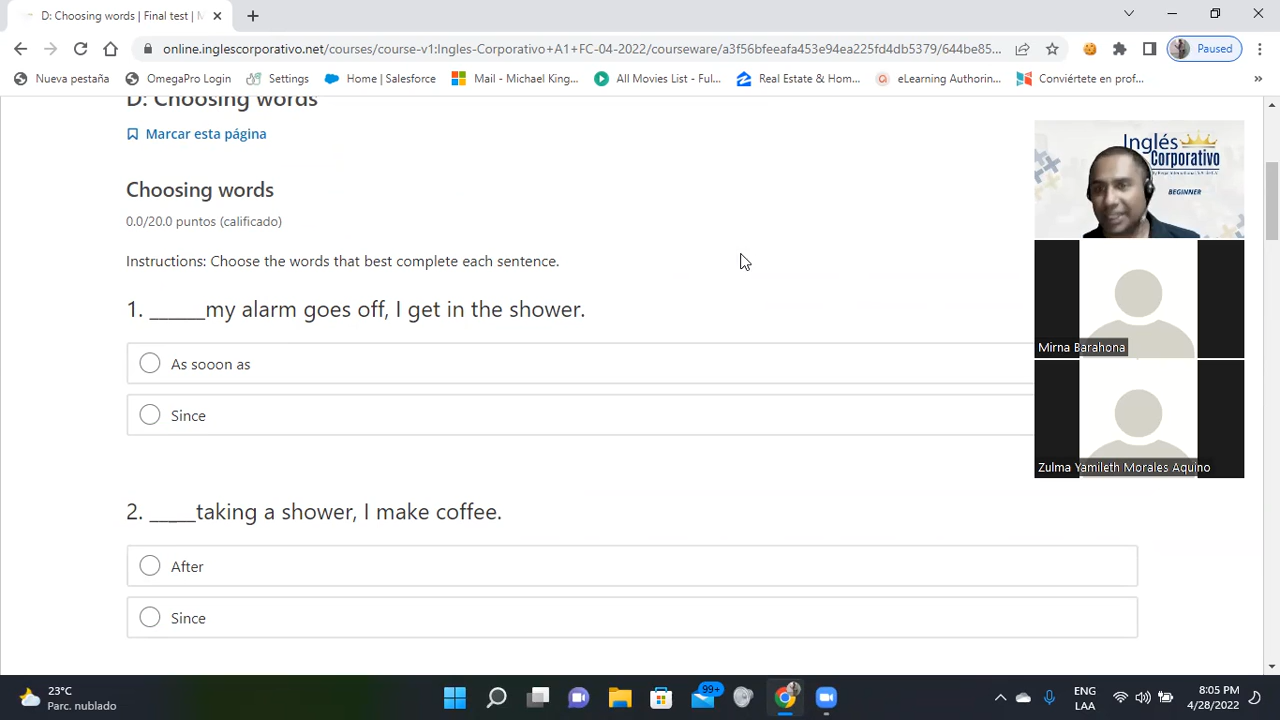 D: Choosing words | Final test | M
online.inglescorporativo.net/courses/course-v1:Ingles-Corporativo+A1+FC-04-2022/courseware/a3f56bfeeafa453e94ea225fd4db5379/644be85...
Paused
Nueva pestaña
OmegaPro Login
Settings
Home | Salesforce
Mail - Michael King...
All Movies List - Ful...
Real Estate & Hom...
eLearning Authorin...
Conviértete en prof...
»
D: Choosing words
Marcar esta página
Choosing words
0.0/20.0 puntos (calificado)
Instructions: Choose the words that best complete each sentence.
1. ______my alarm goes off, I get in the shower.
As sooon as
Since
2. _____taking a shower, I make coffee.
After
Since
Inglés
Corporativo
BEGINNER
Mirna Barahona
Zulma Yamileth Morales Aquino
23°C
Parc. nublado
99+
ENG
LAA
8:05 PM
4/28/2022